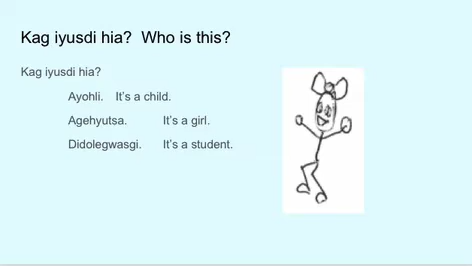 Kag iyusdi hia?  Who is this?
Kag iyusdi hia?
Ayohli.    It's a child.
Agehyutsa.    It's a girl.
Didolegwasgi.    It's a student.